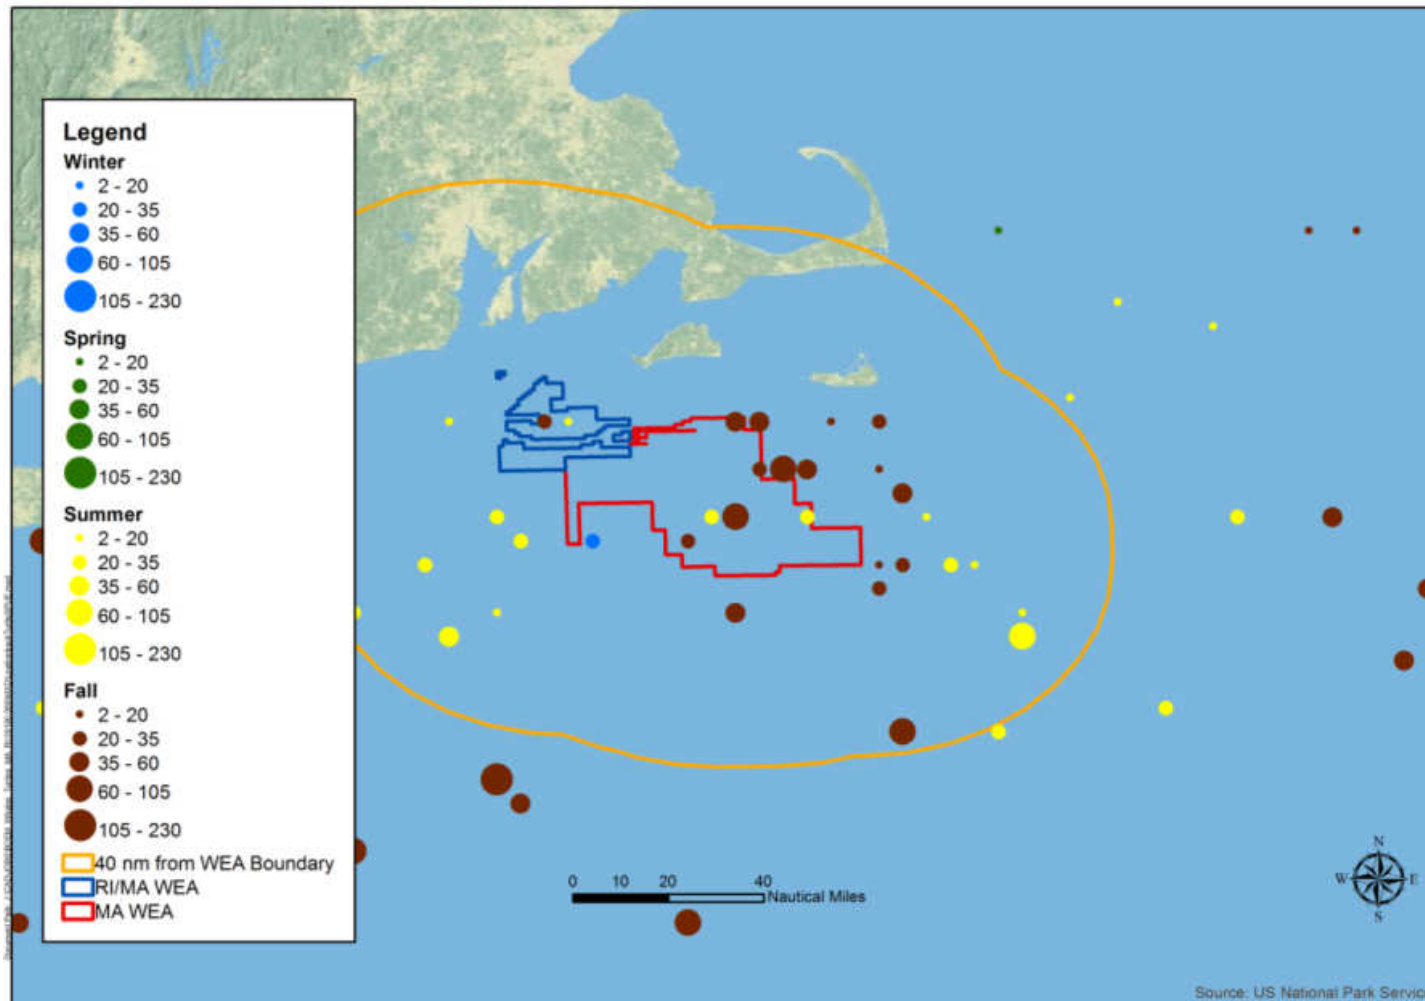 Legend
Winter
2 - 20
20 - 35
35 - 60
60 - 105
105 - 230
Spring
2 - 20
20 - 35
35 - 60
60 - 105
105 - 230
Summer
2 - 20
20 - 35
35 - 60
60 - 105
105 - 230
Fall
2 - 20
20 - 35
35 - 60
60 - 105
105 - 230
40 nm from WEA Boundary
RI/MA WEA
MA WEA
0 10 20 40
Nautical Miles
N
W E
S
Source: US National Park Servic